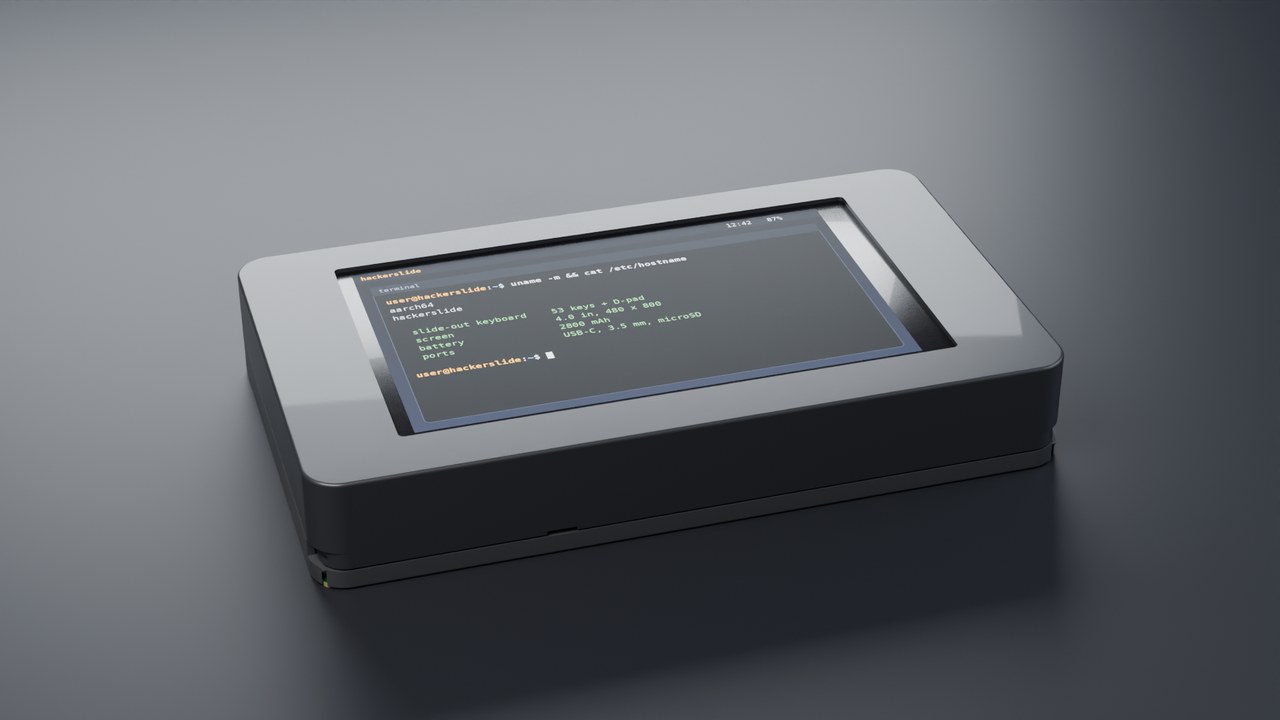 hackerslide 12:42 87%
terminal
user@hackerslide:~$ uname -m && cat /etc/hostname
aarch64
hackerslide
slide-out keyboard 53 keys + D-pad
screen 4.0 in, 480 × 800
battery 2800 mAh
ports USB-C, 3.5 mm, microSD
user@hackerslide:~$